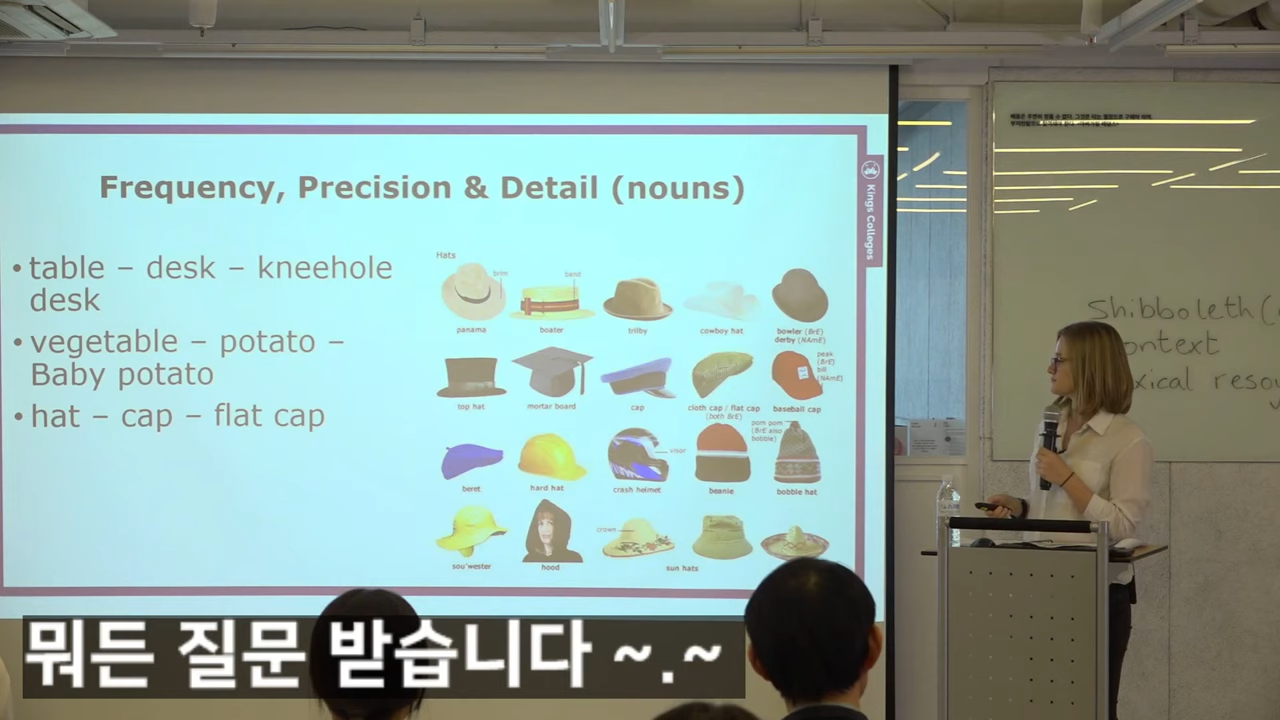 Frequency, Precision & Detail (nouns)
Kings Colleges
• table – desk – kneehole
desk
• vegetable – potato –
Baby potato
• hat – cap – flat cap
Hats
brim
band
panama
boater
trilby
cowboy hat
bowler (BrE)
derby (NAmE)
peak
(BrE)
bill
(NAmE)
top hat
mortar board
cap
cloth cap / flat cap
(both BrE)
baseball cap
pom pom
(BrE also
bobble)
visor
beret
hard hat
crash helmet
beanie
bobble hat
crown
sou'wester
hood
sun hats
Shibboleth (
ontext
xical reso
뭐든 질문 받습니다 ~.~